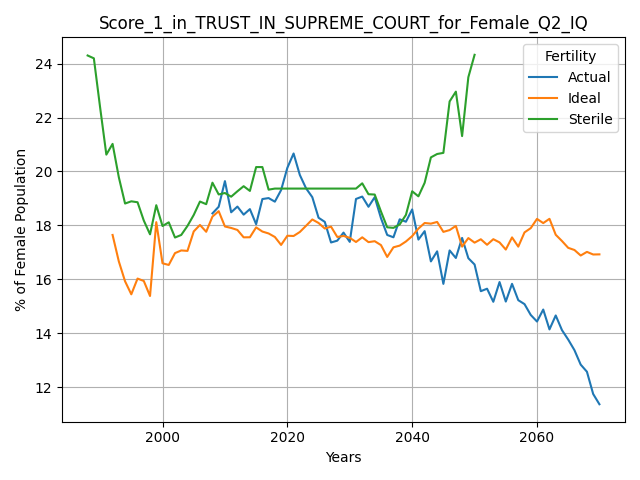 Score_1_in_TRUST_IN_SUPREME_COURT_for_Female_Q2_IQ
Fertility
Actual
Ideal
Sterile
% of Female Population
24
22
20
18
16
14
12
2000
2020
2040
2060
Years